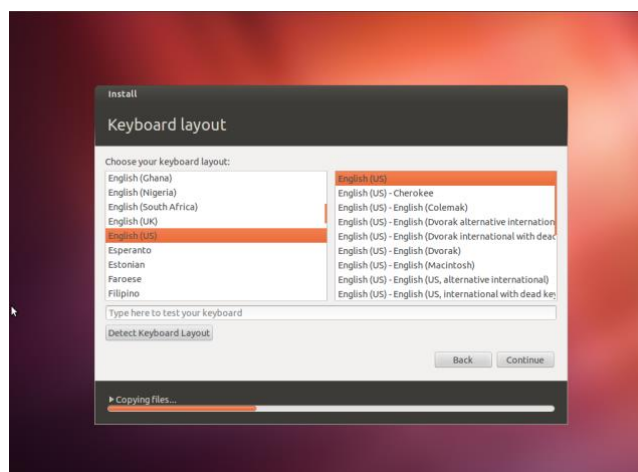 Install
Keyboard layout
Choose your keyboard layout:
English (Ghana)
English (Nigeria)
English (South Africa)
English (UK)
English (US)
Esperanto
Estonian
Faroese
Filipino
English (US)
English (US) - Cherokee
English (US) - English (Colemak)
English (US) - English (Dvorak alternative internation
English (US) - English (Dvorak international with dead
English (US) - English (Dvorak)
English (US) - English (Macintosh)
English (US) - English (US, alternative international)
English (US) - English (US, international with dead key
Type here to test your keyboard
Detect Keyboard Layout
Back Continue
Copying files...